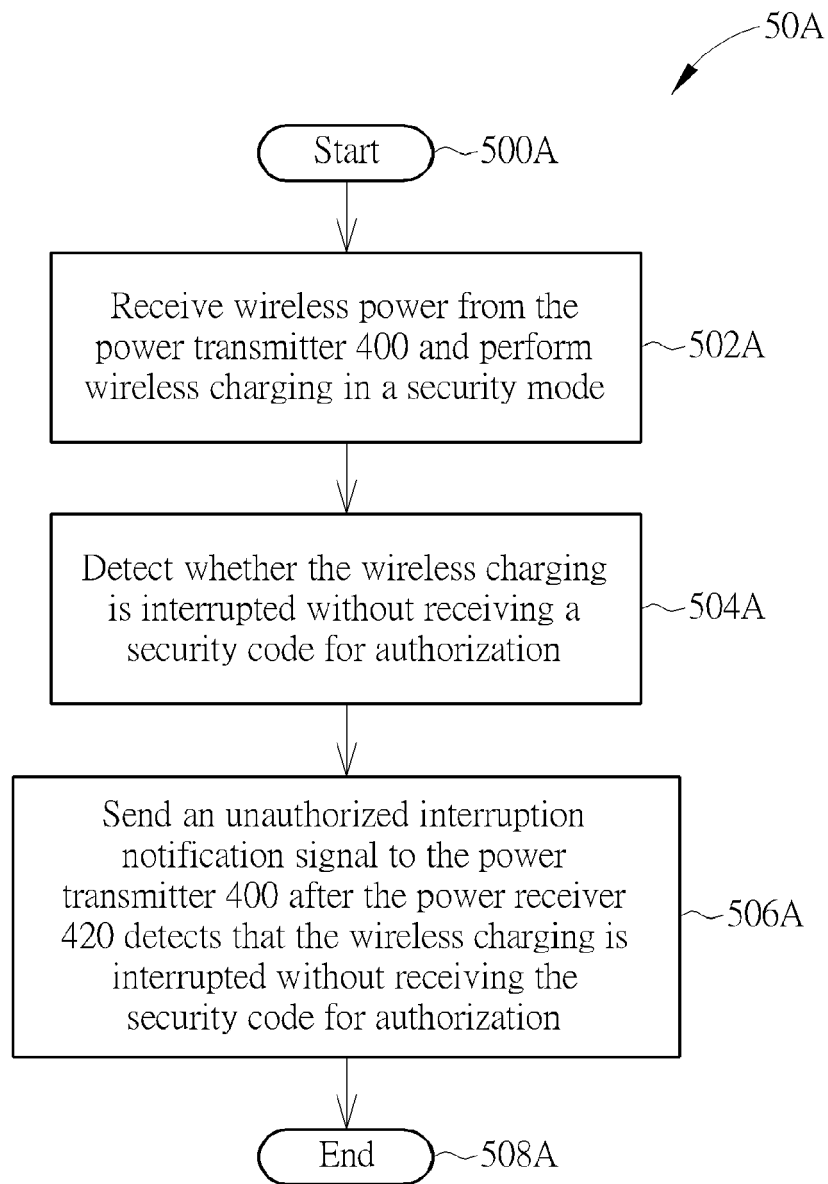 50A
Start
500A
Receive wireless power from the
power transmitter 400 and perform
wireless charging in a security mode
502A
Detect whether the wireless charging
is interrupted without receiving a
security code for authorization
504A
Send an unauthorized interruption
notification signal to the power
transmitter 400 after the power receiver
420 detects that the wireless charging is
interrupted without receiving the
security code for authorization
506A
End
508A